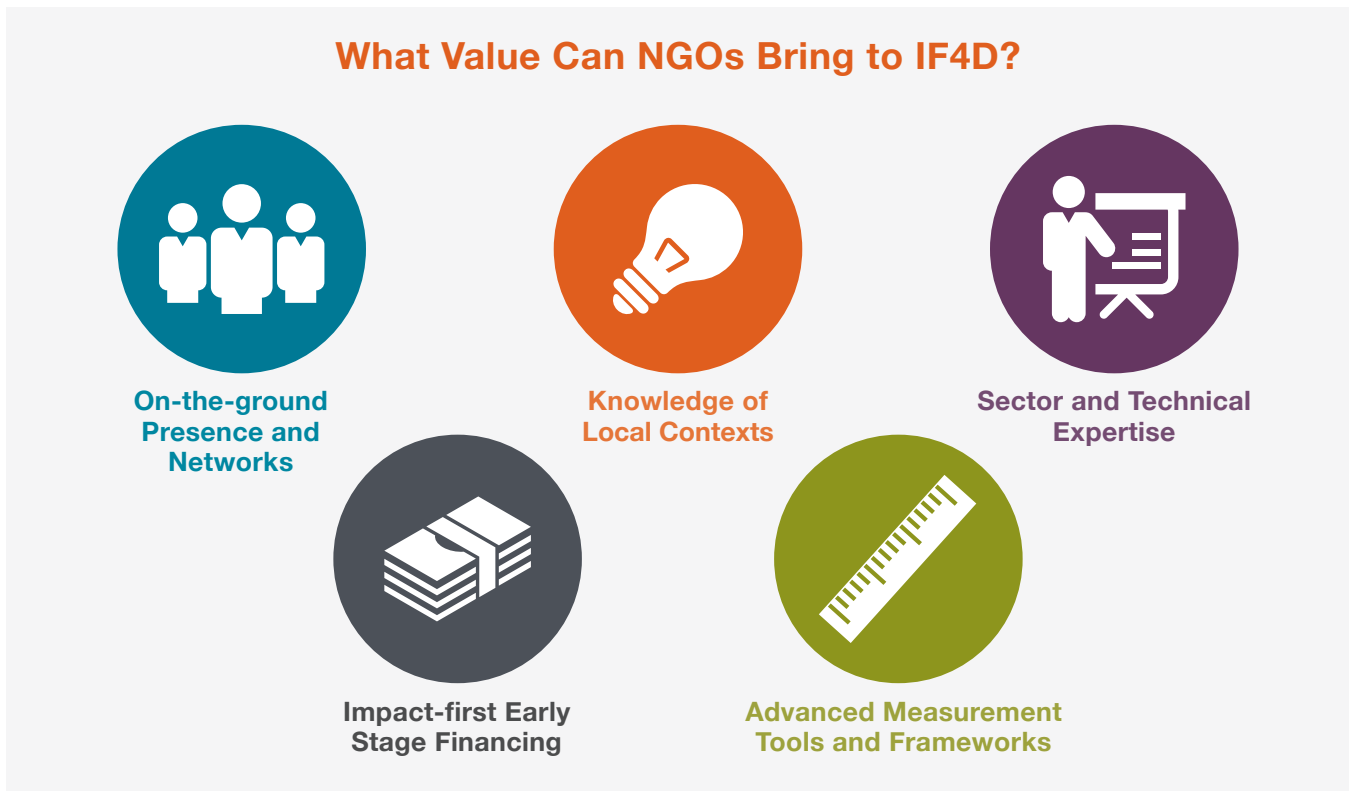 What Value Can NGOs Bring to IF4D?
On-the-ground
Presence and
Networks
Knowledge of
Local Contexts
Sector and Technical
Expertise
Impact-first Early
Stage Financing
Advanced Measurement
Tools and Frameworks